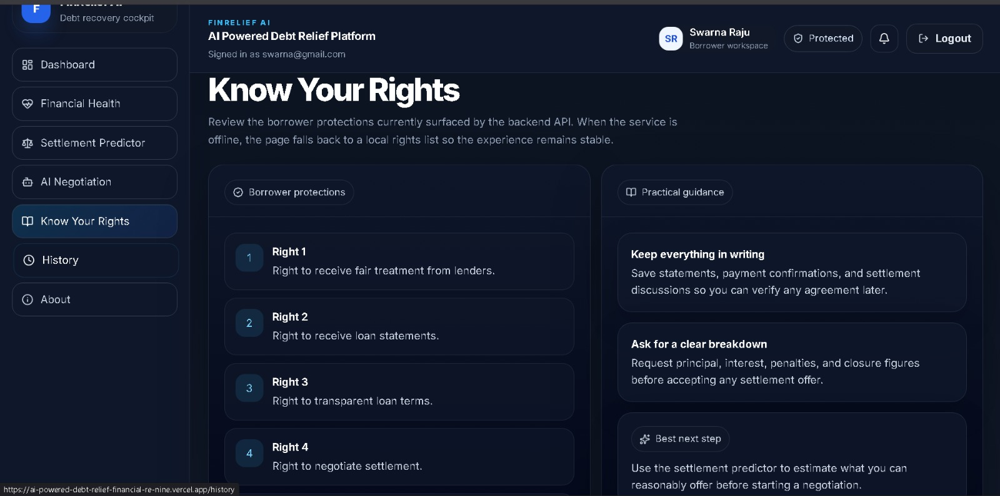 F
Debt recovery cockpit
Dashboard
Financial Health
Settlement Predictor
AI Negotiation
Know Your Rights
History
About
FINRELIEF AI
AI Powered Debt Relief Platform
Signed in as swarna@gmail.com
SR
Swarna Raju
Borrower workspace
Protected
Logout
Know Your Rights
Review the borrower protections currently surfaced by the backend API. When the service is
offline, the page falls back to a local rights list so the experience remains stable.
Borrower protections
1
Right 1
Right to receive fair treatment from lenders.
2
Right 2
Right to receive loan statements.
3
Right 3
Right to transparent loan terms.
4
Right 4
Right to negotiate settlement.
Practical guidance
Keep everything in writing
Save statements, payment confirmations, and settlement
discussions so you can verify any agreement later.
Ask for a clear breakdown
Request principal, interest, penalties, and closure figures
before accepting any settlement offer.
Best next step
Use the settlement predictor to estimate what you can
reasonably offer before starting a negotiation.
https://ai-powered-debt-relief-financial-re-nine.vercel.app/history